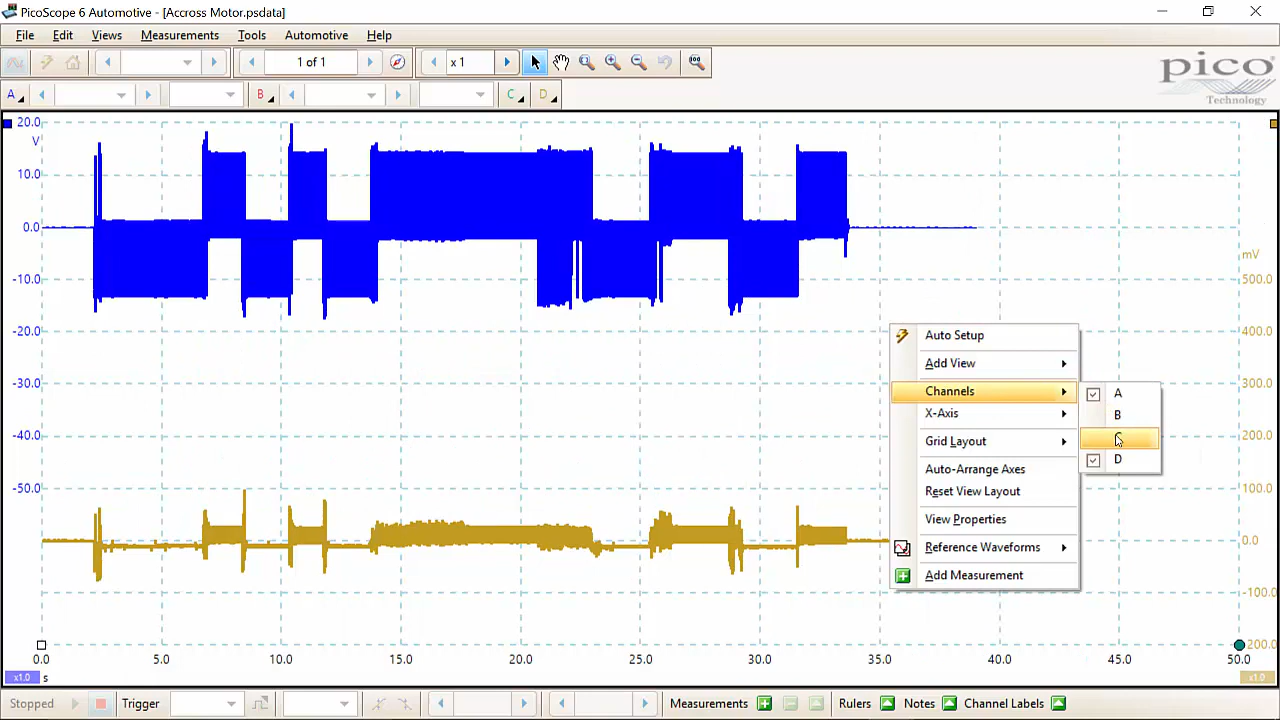 PicoScope 6 Automotive - [Accross Motor.psdata]
File Edit Views Measurements Tools Automotive Help
1 of 1 x 1
pico
Technology
A B C D
20.0
V
10.0
0.0
-10.0
-20.0
-30.0
-40.0
-50.0
mV
500.0
400.0
300.0
200.0
100.0
0.0
-100.0
200.0
Auto Setup
Add View
Channels
X-Axis
Grid Layout
Auto-Arrange Axes
Reset View Layout
View Properties
Reference Waveforms
Add Measurement
A
B
C
D
0.0 5.0 10.0 15.0 20.0 25.0 30.0 35.0 40.0 45.0 50.0
x1.0 s x1.0
Stopped Trigger Measurements Rulers Notes Channel Labels